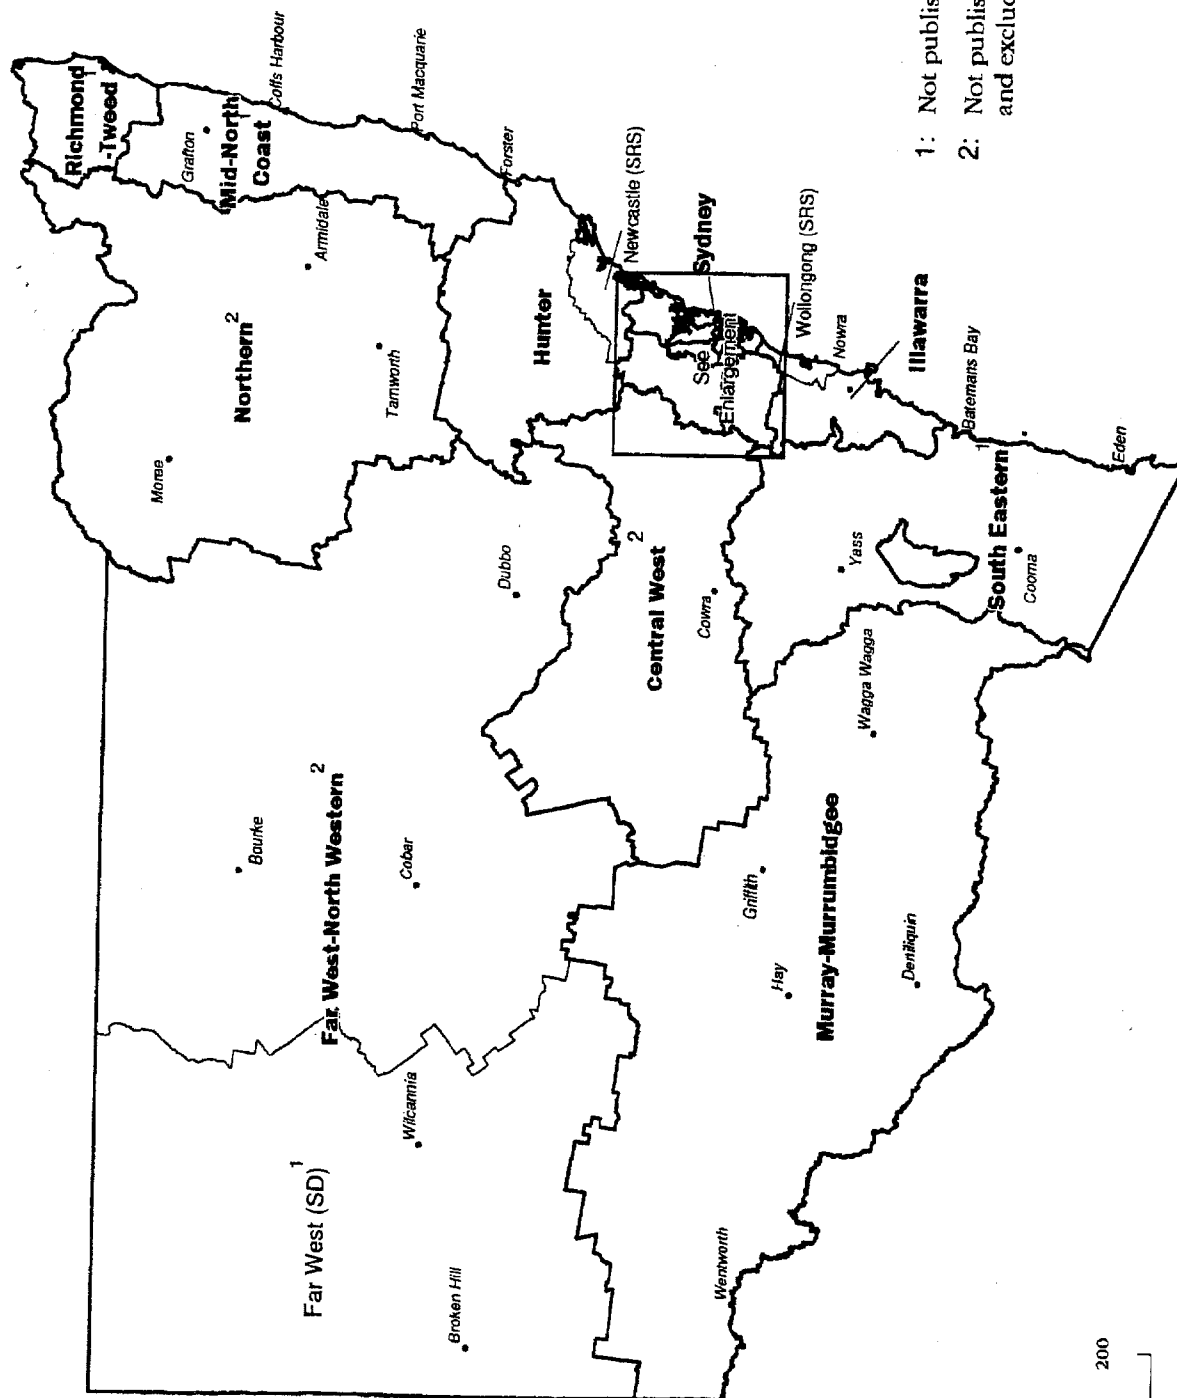 Richmond
-Tweed
1
Grafton
Mid-North
Coast
1
Coffs Harbour
Port Macquarie
Armidale
Forster
Northern
2
Moree
Tamworth
Hunter
Newcastle (SRS)
Sydney
See
Enlargement
Wollongong (SRS)
Nowra
Illawarra
Batemans Bay
1
Eden
South Eastern
Cooma
Yass
Dubbo
Central West
2
Cowra
Wagga Wagga
Bourke
Far West-North Western
2
Cobar
Griffith
Hay
Murray-Murrumbidgee
Deniliquin
Wilcannia
Far West (SD)
1
Broken Hill
Wentworth
1: Not publis
2: Not publis
and exclud
200